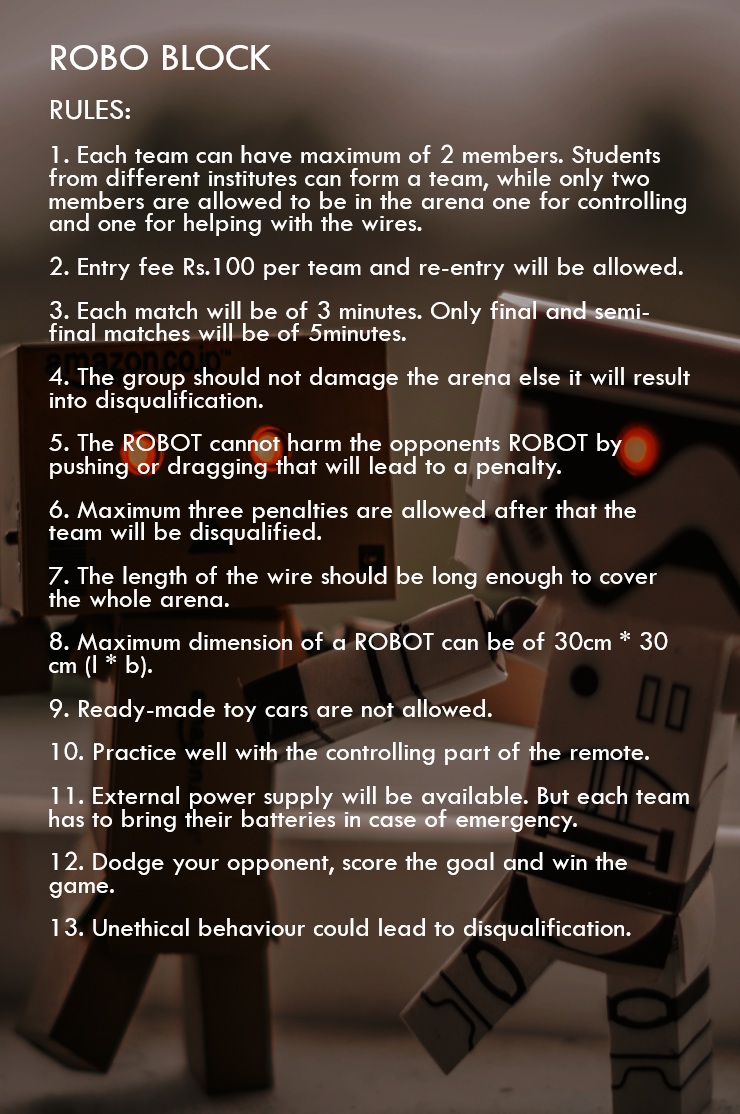 ROBO BLOCK
RULES:
1. Each team can have maximum of 2 members. Students
from different institutes can form a team, while only two
members are allowed to be in the arena one for controlling
and one for helping with the wires.
2. Entry fee Rs.100 per team and re-entry will be allowed.
3. Each match will be of 3 minutes. Only final and semi-
final matches will be of 5minutes.
amazon.co.jp
4. The group should not damage the arena else it will result
into disqualification.
5. The ROBOT cannot harm the opponents ROBOT by
pushing or dragging that will lead to a penalty.
6. Maximum three penalties are allowed after that the
team will be disqualified.
7. The length of the wire should be long enough to cover
the whole arena.
8. Maximum dimension of a ROBOT can be of 30cm * 30
cm (l * b).
9. Ready-made toy cars are not allowed.
10. Practice well with the controlling part of the remote.
11. External power supply will be available. But each team
has to bring their batteries in case of emergency.
12. Dodge your opponent, score the goal and win the
game.
13. Unethical behaviour could lead to disqualification.